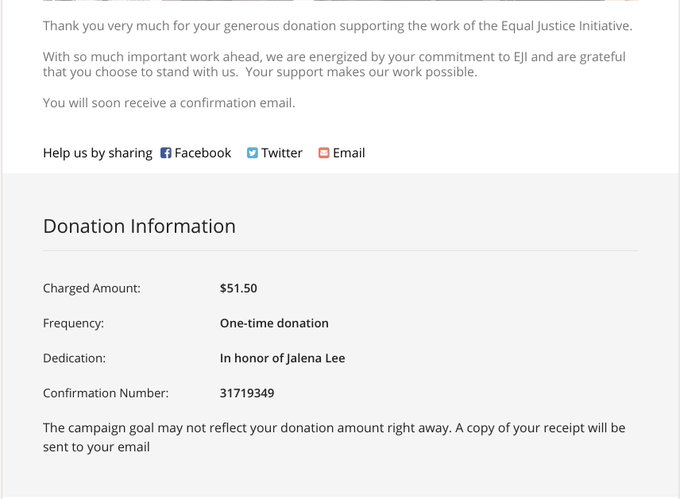 Thank you very much for your generous donation supporting the work of the Equal Justice Initiative.
With so much important work ahead, we are energized by your commitment to EJI and are grateful
that you choose to stand with us.  Your support makes our work possible.
You will soon receive a confirmation email.
Help us by sharing Facebook Twitter Email
Donation Information
Charged Amount: $51.50
Frequency: One-time donation
Dedication: In honor of Jalena Lee
Confirmation Number: 31719349
The campaign goal may not reflect your donation amount right away. A copy of your receipt will be
sent to your email